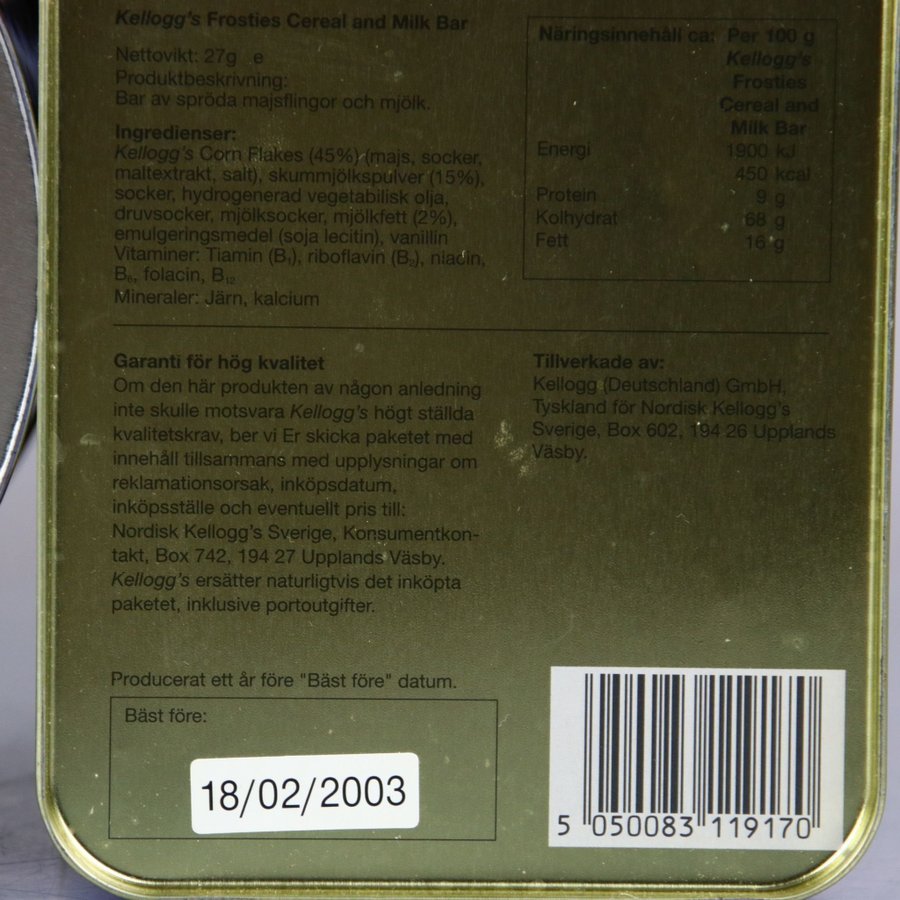 Kellogg's Frosties Cereal and Milk Bar
Nettovikt: 27g e
Produktbeskrivning:
Bar av spröda majsflingor och mjölk.
Ingredienser:
Kellogg's Corn Flakes (45%) (majs, socker,
maltextrakt, salt), skummjölkspulver (15%),
socker, hydrogenerad vegetabilisk olja,
druvsocker, mjölksocker, mjölkfett (2%),
emulgeringsmedel (soja lecitin), vanillin
Vitaminer: Tiamin (B₁), riboflavin (B₂), niacin,
B₆, folacin, B₁₂
Mineraler: Järn, kalcium
Näringsinnehåll ca: Per 100 g
Kellogg's
Frosties
Cereal and
Milk Bar
Energi 1900 kJ
450 kcal
Protein 9 g
Kolhydrat 68 g
Fett 16 g
Garanti för hög kvalitet
Om den här produkten av någon anledning
inte skulle motsvara Kellogg's högt ställda
kvalitetskrav, ber vi Er skicka paketet med
innehåll tillsammans med upplysningar om
reklamationsorsak, inköpsdatum,
inköpsställe och eventuellt pris till:
Nordisk Kellogg's Sverige, Konsumentkon-
takt, Box 742, 194 27 Upplands Väsby.
Kellogg's ersätter naturligtvis det inköpta
paketet, inklusive portoutgifter.
Tillverkade av:
Kellogg (Deutschland) GmbH,
Tyskland för Nordisk Kellogg's
Sverige, Box 602, 194 26 Upplands
Väsby.
Producerat ett år före "Bäst före" datum.
Bäst före:
18/02/2003
5 050083 119170